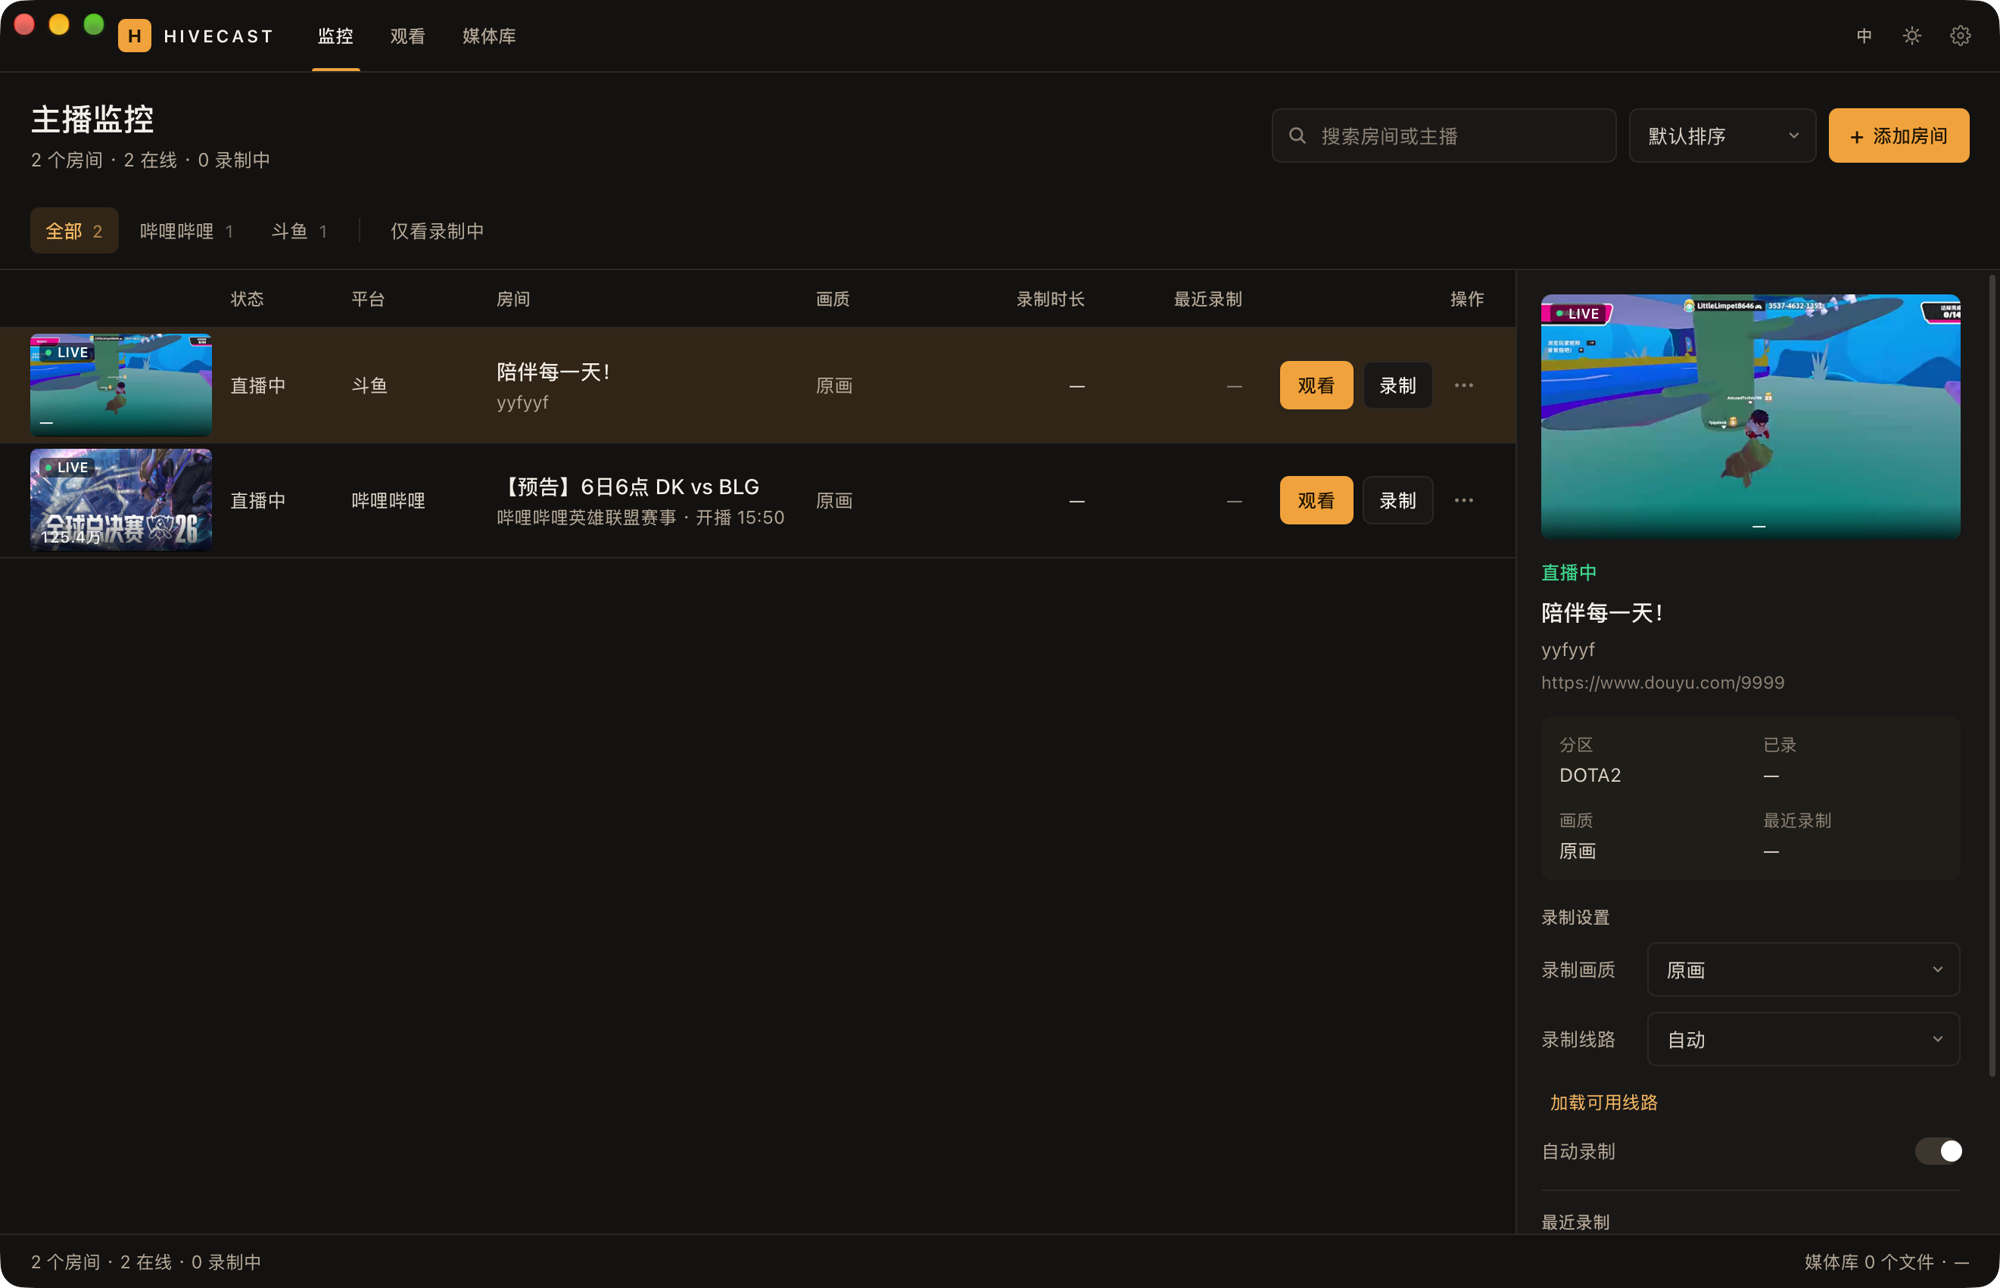 H HIVECAST 监控 观看 媒体库 中
主播监控
2 个房间 · 2 在线 · 0 录制中
搜索房间或主播
默认排序
+ 添加房间
全部 2 哔哩哔哩 1 斗鱼 1 仅看录制中
状态 平台 房间 画质 录制时长 最近录制 操作
LIVE
—
直播中 斗鱼
陪伴每一天！
yyfyyf
原画 — — 观看 录制 ···
LIVE
全球总决赛 26
125.4万
直播中 哔哩哔哩
【预告】6日6点 DK vs BLG
哔哩哔哩英雄联盟赛事 · 开播 15:50
原画 — — 观看 录制 ···
LIVE
LittleLimpet8646 3537-4632-1353
0/14
—
直播中
陪伴每一天！
yyfyyf
https://www.douyu.com/9999
分区 已录
DOTA2 —
画质 最近录制
原画 —
录制设置
录制画质 原画
录制线路 自动
加载可用线路
自动录制
最近录制
2 个房间 · 2 在线 · 0 录制中
媒体库 0 个文件 · —